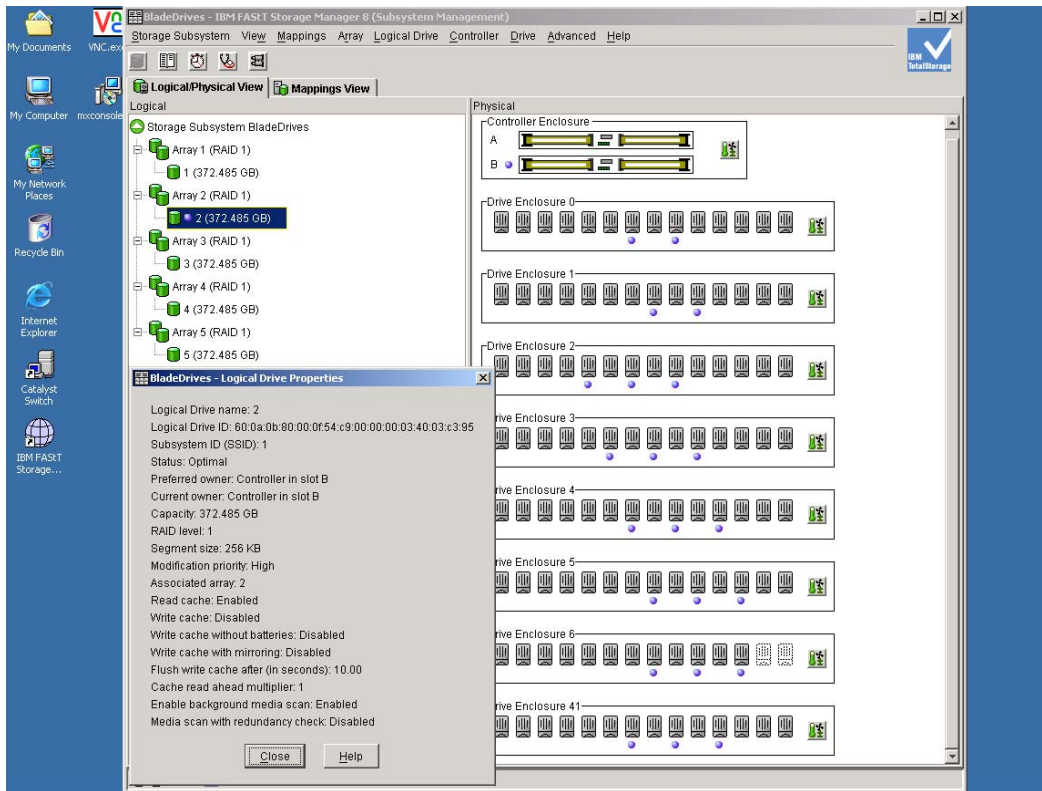 My Documents
VNC.exe
My Computer
mxconsole
My Network
Places
Recycle Bin
Internet
Explorer
Catalyst
Switch
IBM FAStT
Storage...
BladeDrives - IBM FAStT Storage Manager 8 (Subsystem Management)
Storage Subsystem View Mappings Array Logical Drive Controller Drive Advanced Help
IBM
TotalStorage
Logical/Physical View
Mappings View
Logical
Storage Subsystem BladeDrives
Array 1 (RAID 1)
1 (372.485 GB)
Array 2 (RAID 1)
2 (372.485 GB)
Array 3 (RAID 1)
3 (372.485 GB)
Array 4 (RAID 1)
4 (372.485 GB)
Array 5 (RAID 1)
5 (372.485 GB)
Physical
Controller Enclosure
A
B
Drive Enclosure 0
Drive Enclosure 1
Drive Enclosure 2
rive Enclosure 3
rive Enclosure 4
rive Enclosure 5
rive Enclosure 6
rive Enclosure 41
BladeDrives - Logical Drive Properties
Logical Drive name: 2
Logical Drive ID: 60:0a:0b:80:00:0f:54:c9:00:00:00:03:40:03:c3:95
Subsystem ID (SSID): 1
Status: Optimal
Preferred owner: Controller in slot B
Current owner: Controller in slot B
Capacity: 372.485 GB
RAID level: 1
Segment size: 256 KB
Modification priority: High
Associated array: 2
Read cache: Enabled
Write cache: Disabled
Write cache without batteries: Disabled
Write cache with mirroring: Disabled
Flush write cache after (in seconds): 10.00
Cache read ahead multiplier: 1
Enable background media scan: Enabled
Media scan with redundancy check: Disabled
Close
Help